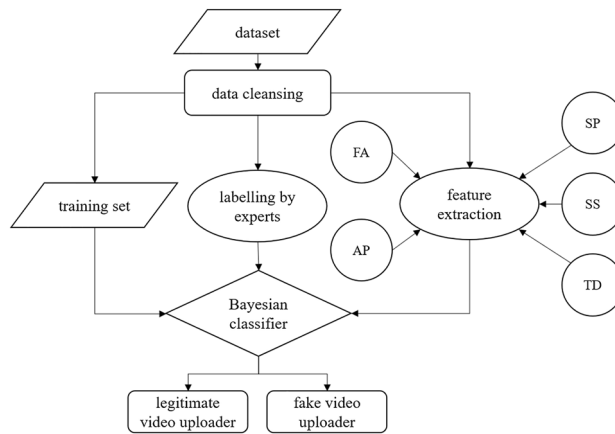 dataset
data cleansing
SP
FA
training set
labelling by
experts
feature
extraction
SS
AP
TD
Bayesian
classifier
legitimate
video uploader
fake video
uploader